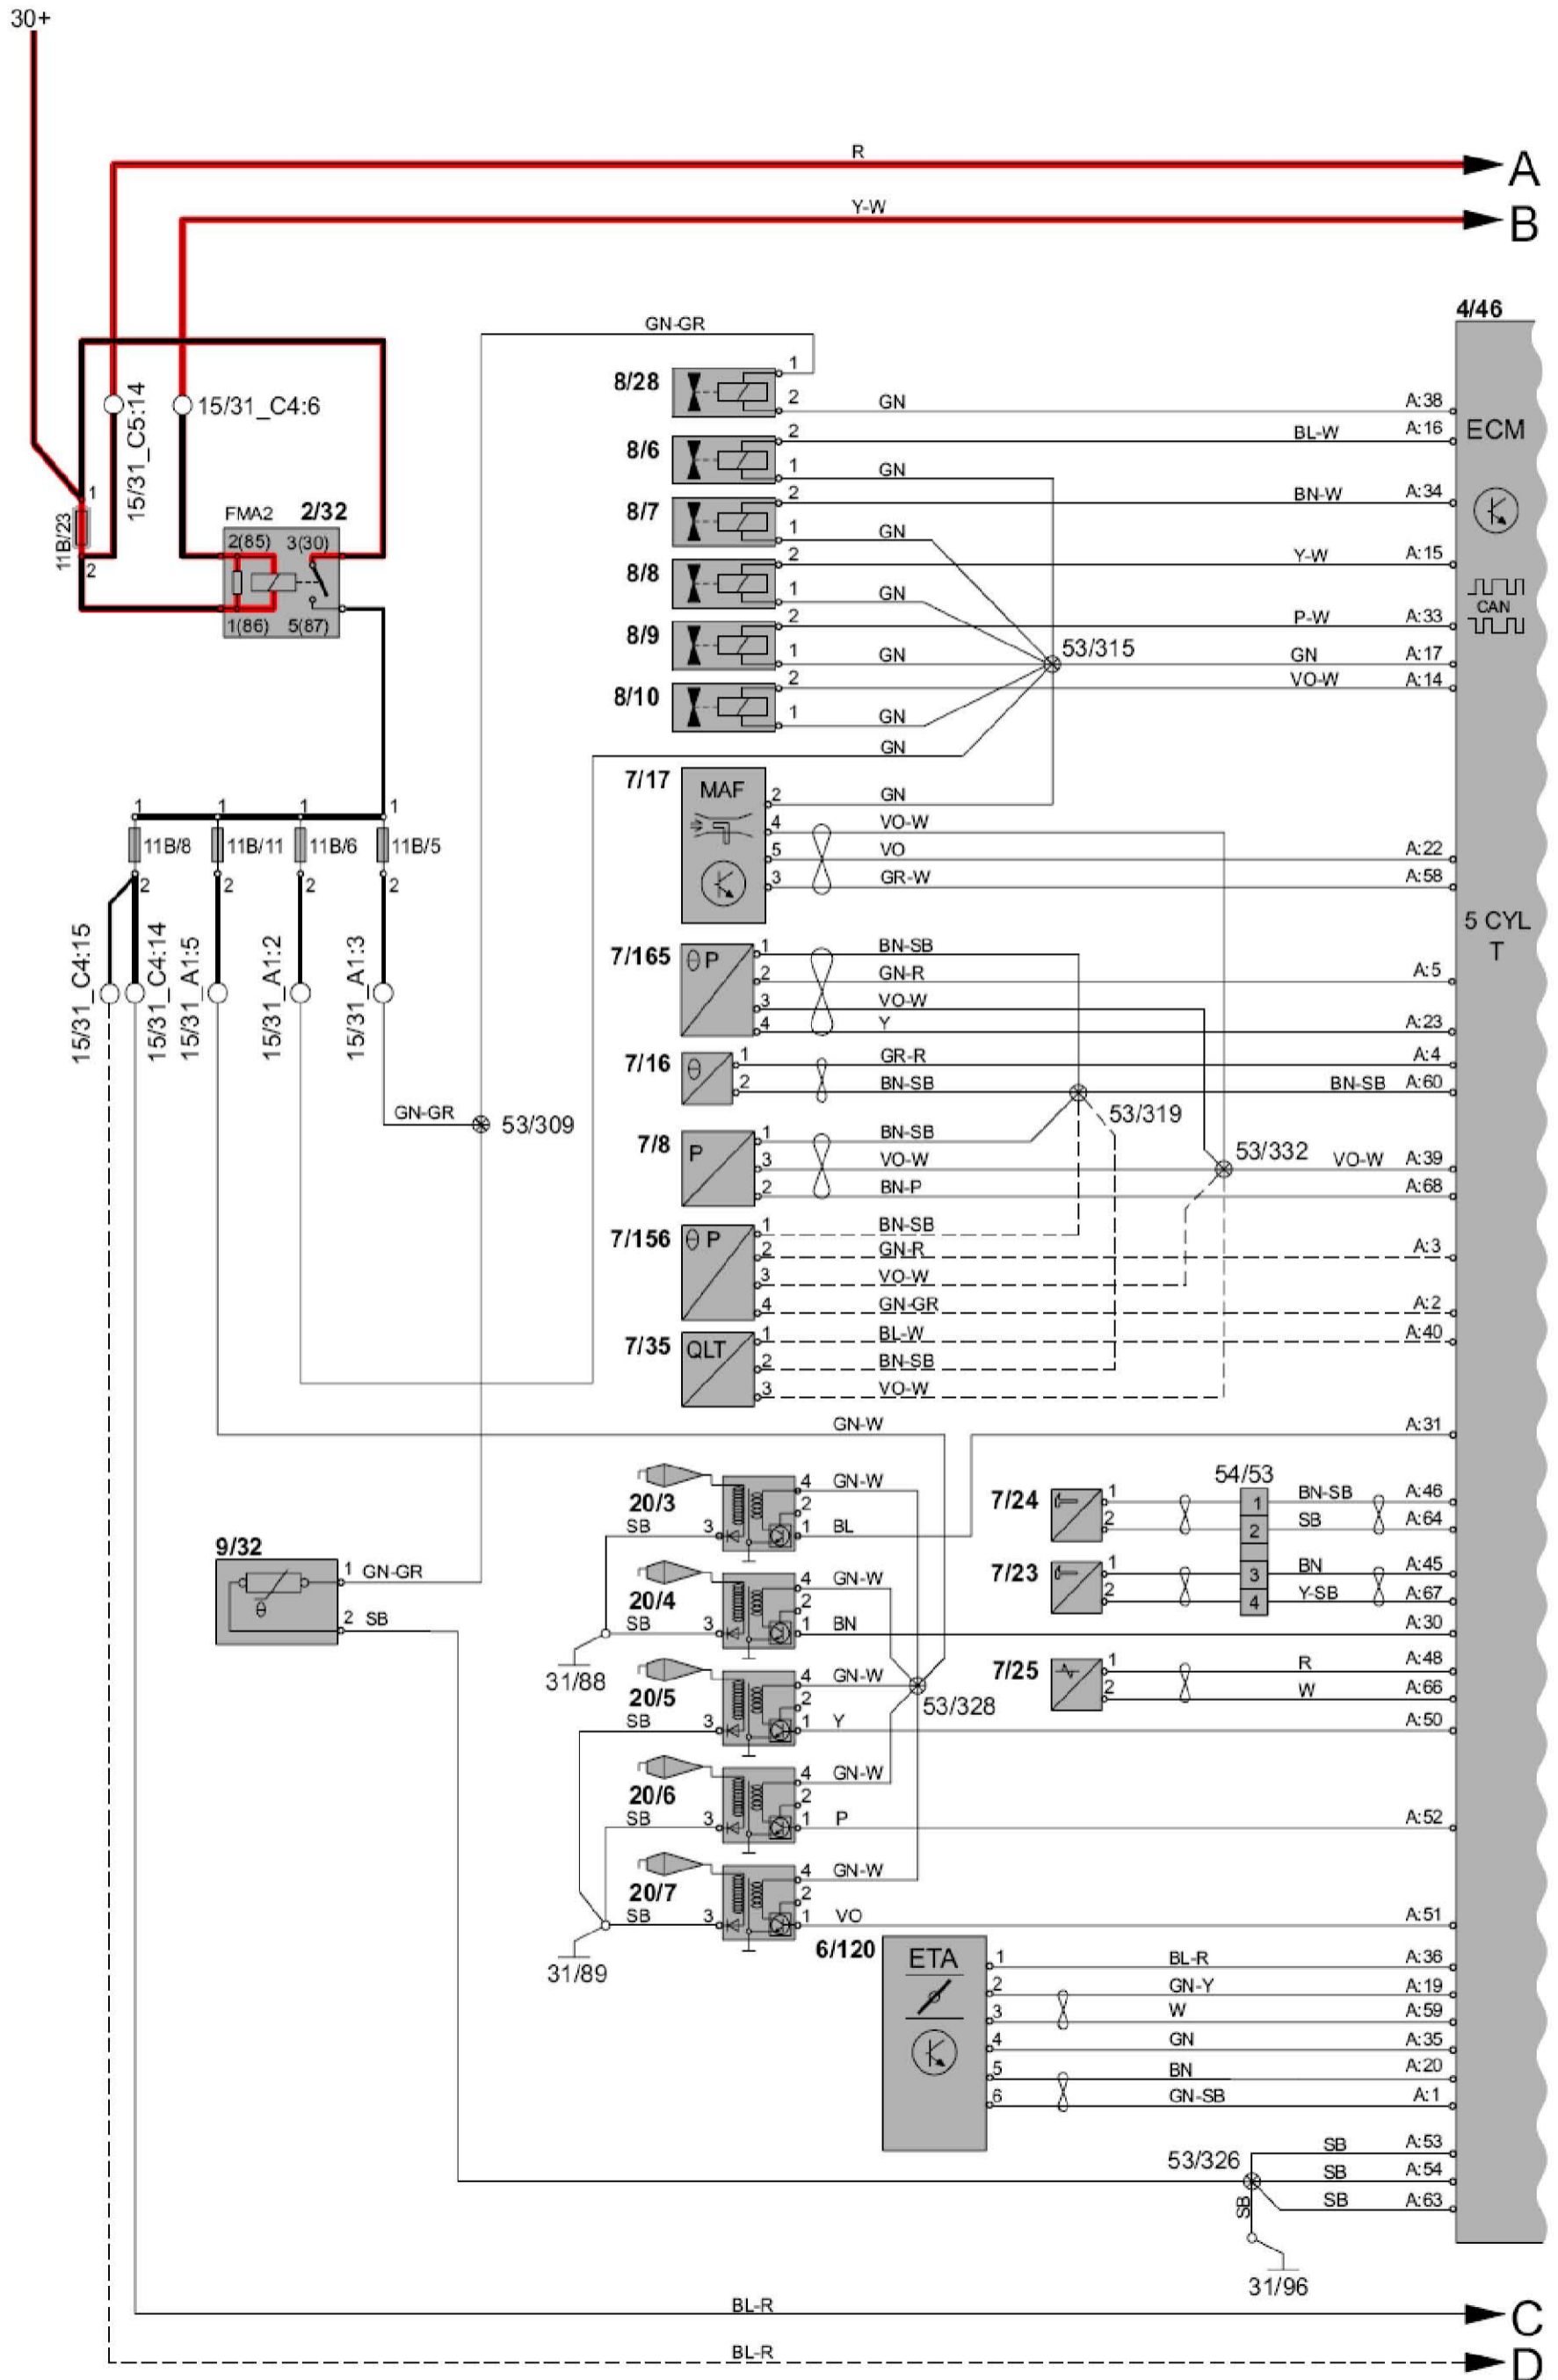 30+
R
A
Y-W
B
4/46
GN-GR
8/28
1
2
GN
A:38
15/31_C5:14
15/31_C4:6
ECM
8/6
2
BL-W
A:16
1
GN
8/7
2
BN-W
A:34
1
GN
1
11B/23
2
FMA2
2/32
2(85)
3(30)
1(86)
5(87)
8/8
2
Y-W
A:15
1
GN
CAN
8/9
2
P-W
A:33
1
GN
53/315
GN
A:17
8/10
2
VO-W
A:14
1
GN
GN
7/17
MAF
2
GN
4
VO-W
5
VO
A:22
3
GR-W
A:58
1
1
1
1
11B/8
11B/11
11B/6
11B/5
2
2
2
2
15/31_C4:15
15/31_C4:14
15/31_A1:5
15/31_A1:2
15/31_A1:3
5 CYL
T
7/165
θ P
1
BN-SB
2
GN-R
A:5
3
VO-W
4
Y
A:23
7/16
θ
1
GR-R
A:4
2
BN-SB
BN-SB
A:60
53/319
GN-GR
53/309
7/8
P
1
BN-SB
3
VO-W
53/332
VO-W
A:39
2
BN-P
A:68
7/156
θ P
1
BN-SB
2
GN-R
A:3
3
VO-W
4
GN-GR
A:2
7/35
QLT
1
BL-W
A:40
2
BN-SB
3
VO-W
GN-W
A:31
20/3
4
GN-W
2
SB
3
1
BL
7/24
1
2
54/53
1
2
BN-SB
A:46
SB
A:64
9/32
θ
1
GN-GR
2
SB
20/4
4
GN-W
2
SB
3
1
BN
7/23
1
2
3
4
BN
A:45
Y-SB
A:67
A:30
31/88
20/5
4
GN-W
2
SB
3
1
Y
53/328
7/25
1
R
A:48
2
W
A:66
A:50
20/6
4
GN-W
2
SB
3
1
P
A:52
20/7
4
GN-W
2
SB
3
1
VO
A:51
31/89
6/120
ETA
1
BL-R
A:36
2
GN-Y
A:19
3
W
A:59
4
GN
A:35
5
BN
A:20
6
GN-SB
A:1
53/326
SB
A:53
SB
A:54
SB
A:63
SB
31/96
BL-R
C
BL-R
D